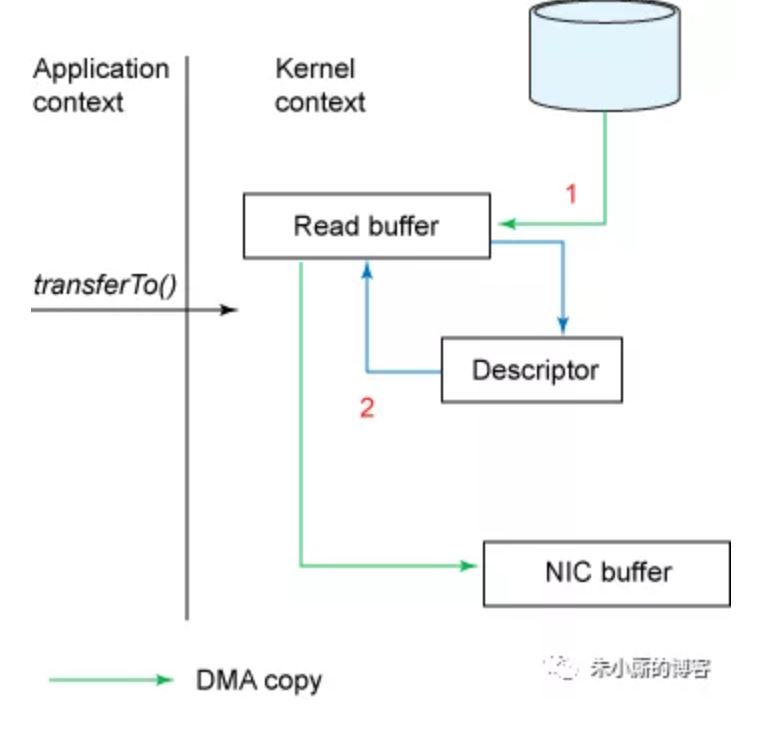 Application
context
Kernel
context
1
Read buffer
transferTo()
Descriptor
2
NIC buffer
DMA copy
朱小厮的博客